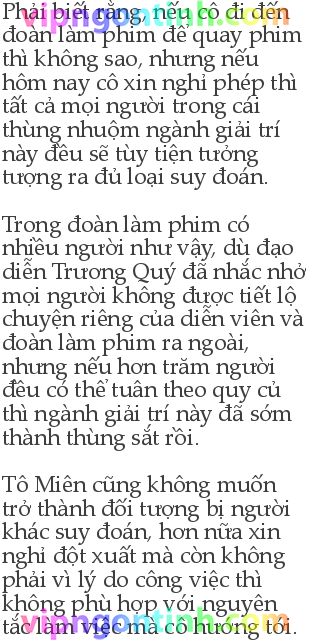 vipngontinh.com
Phải biết rằng, nếu cô đi đến
đoàn làm phim để quay phim
thì không sao, nhưng nếu
hôm nay cô xin nghỉ phép thì
tất cả mọi người trong cái
thùng nhuộm ngành giải trí
này đều sẽ tùy tiện tưởng
tượng ra đủ loại suy đoán.
Trong đoàn làm phim có
nhiều người như vậy, dù đạo
diễn Trương Quý đã nhắc nhở
mọi người không được tiết lộ
chuyện riêng của diễn viên và
đoàn làm phim ra ngoài,
nhưng nếu hơn trăm người
đều có thể tuân theo quy củ
thì ngành giải trí này đã sớm
thành thùng sắt rồi.
Tô Miên cũng không muốn
trở thành đối tượng bị người
khác suy đoán, hơn nữa xin
nghỉ đột xuất mà còn không
phải vì lý do công việc thì
không phù hợp với nguyên
tắc làm việc mà cô hướng tới.
vipngontinh.com